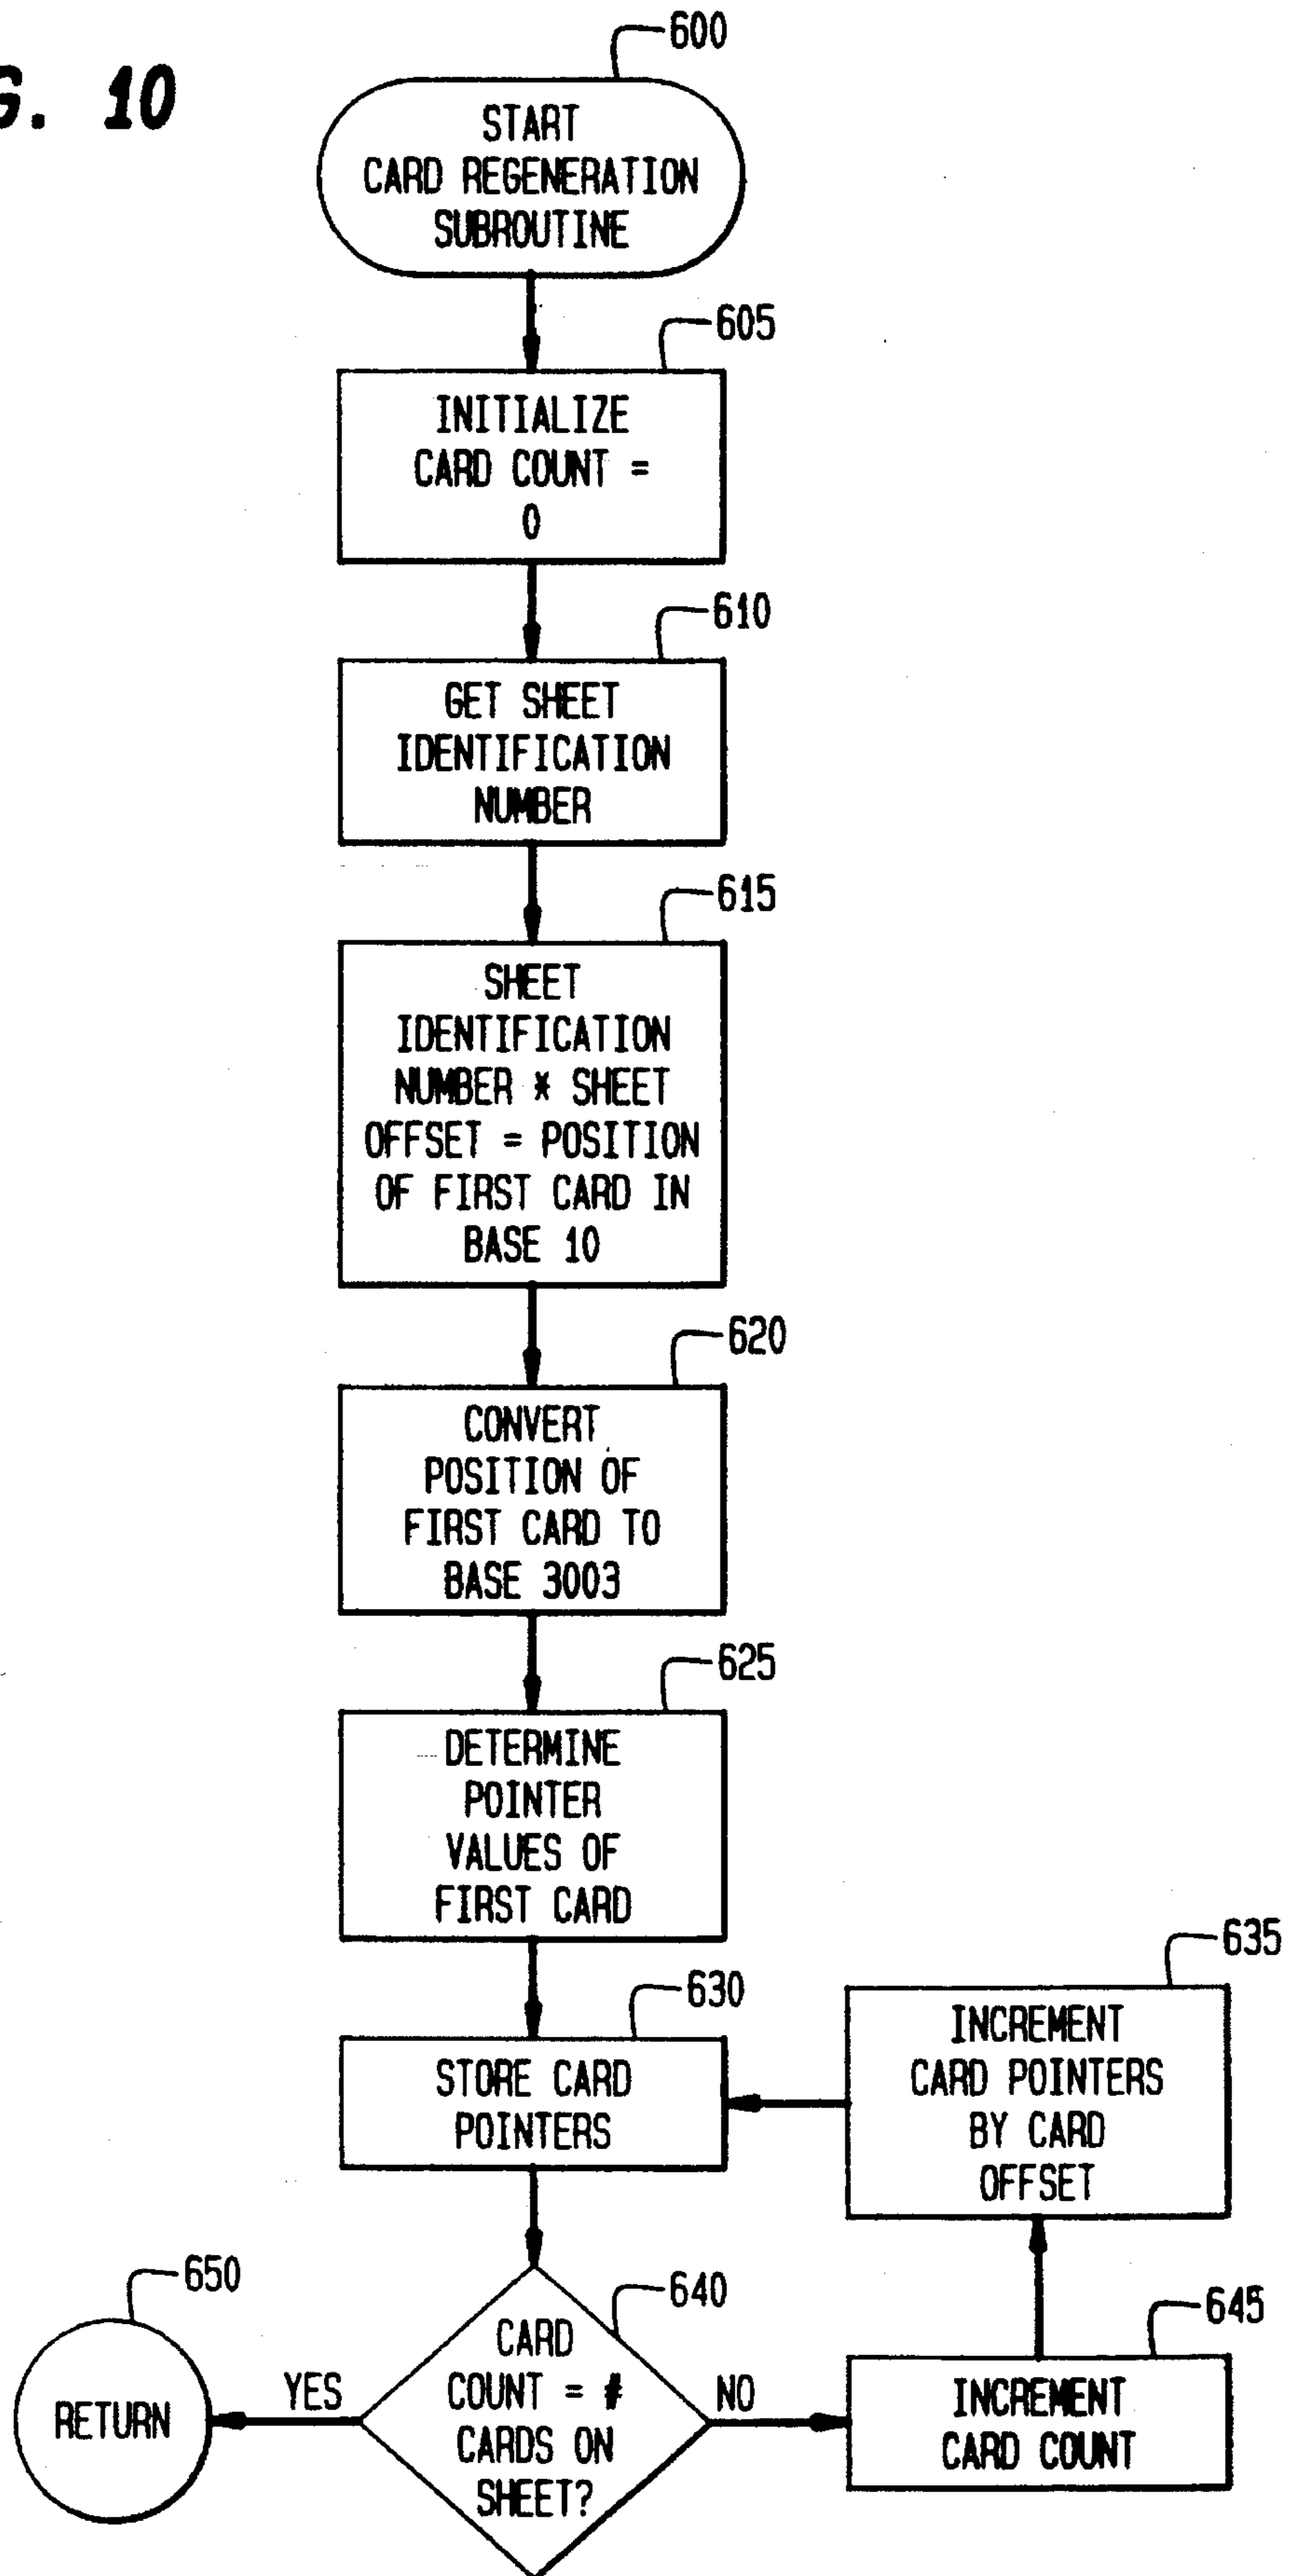 G. 10
600
START
CARD REGENERATION
SUBROUTINE
605
INITIALIZE
CARD COUNT =
0
610
GET SHEET
IDENTIFICATION
NUMBER
615
SHEET
IDENTIFICATION
NUMBER * SHEET
OFFSET = POSITION
OF FIRST CARD IN
BASE 10
620
CONVERT
POSITION OF
FIRST CARD TO
BASE 3003
625
DETERMINE
POINTER
VALUES OF
FIRST CARD
630
STORE CARD
POINTERS
635
INCREMENT
CARD POINTERS
BY CARD
OFFSET
640
CARD
COUNT = #
CARDS ON
SHEET?
YES
NO
645
INCREMENT
CARD COUNT
650
RETURN